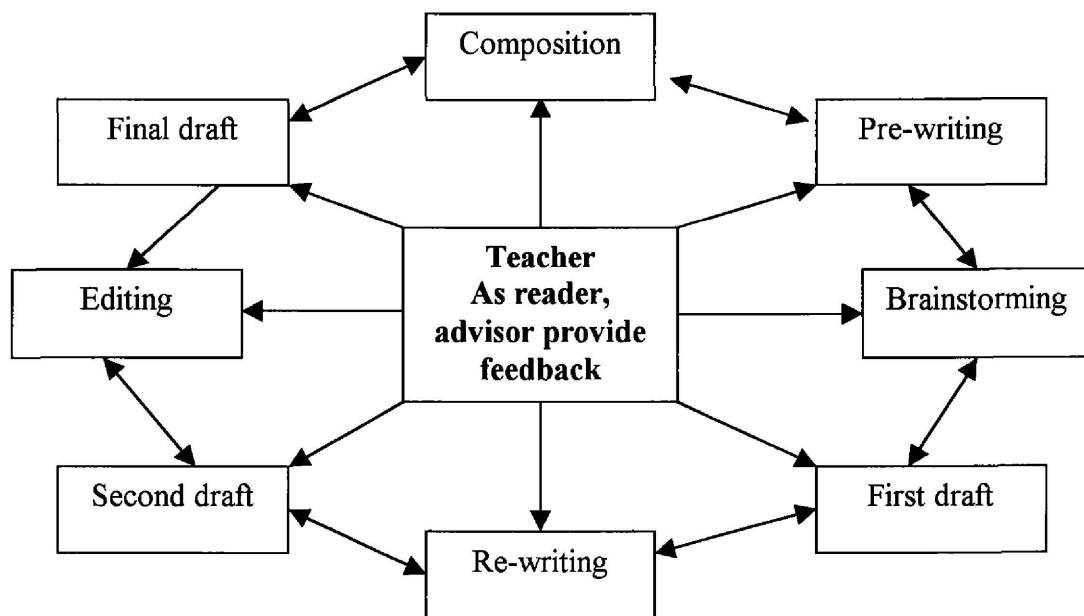 Composition
Final draft
Pre-writing
Teacher
As reader,
advisor provide
feedback
Editing
Brainstorming
Second draft
First draft
Re-writing